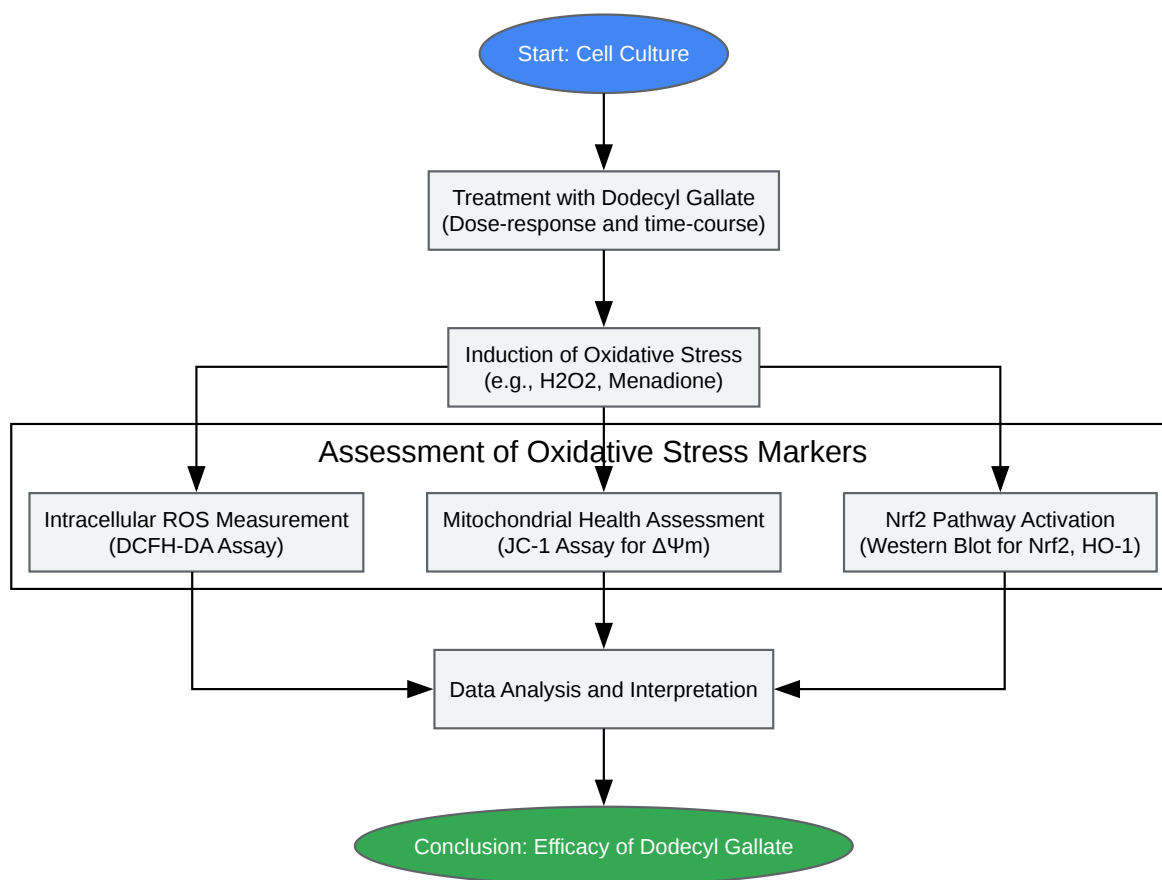 Start: Cell Culture
Treatment with Dodecyl Gallate
(Dose-response and time-course)
Induction of Oxidative Stress
(e.g., H2O2, Menadione)
Assessment of Oxidative Stress Markers
Intracellular ROS Measurement
(DCFH-DA Assay)
Mitochondrial Health Assessment
(JC-1 Assay for ΔΨm)
Nrf2 Pathway Activation
(Western Blot for Nrf2, HO-1)
Data Analysis and Interpretation
Conclusion: Efficacy of Dodecyl Gallate